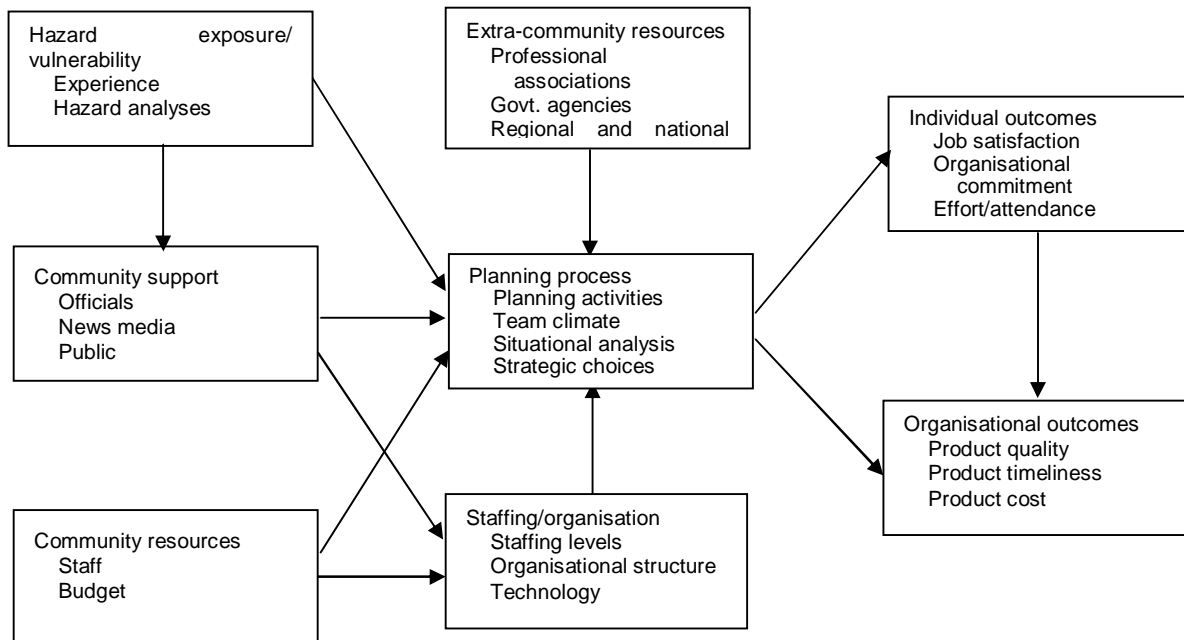 Hazard exposure/
vulnerability
Experience
Hazard analyses
Extra-community resources
Professional
associations
Govt. agencies
Regional and national
Individual outcomes
Job satisfaction
Organisational
commitment
Effort/attendance
Community support
Officials
News media
Public
Planning process
Planning activities
Team climate
Situational analysis
Strategic choices
Organisational outcomes
Product quality
Product timeliness
Product cost
Community resources
Staff
Budget
Staffing/organisation
Staffing levels
Organisational structure
Technology